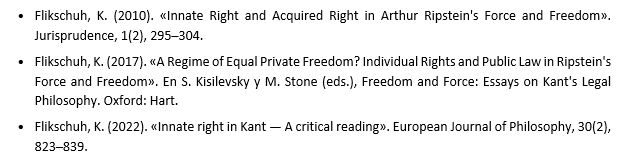 • Flikschuh, K. (2010). «Innate Right and Acquired Right in Arthur Ripstein's Force and Freedom».
Jurisprudence, 1(2), 295–304.
• Flikschuh, K. (2017). «A Regime of Equal Private Freedom? Individual Rights and Public Law in Ripstein's
Force and Freedom». En S. Kisilevsky y M. Stone (eds.), Freedom and Force: Essays on Kant's Legal
Philosophy. Oxford: Hart.
• Flikschuh, K. (2022). «Innate right in Kant — A critical reading». European Journal of Philosophy, 30(2),
823–839.